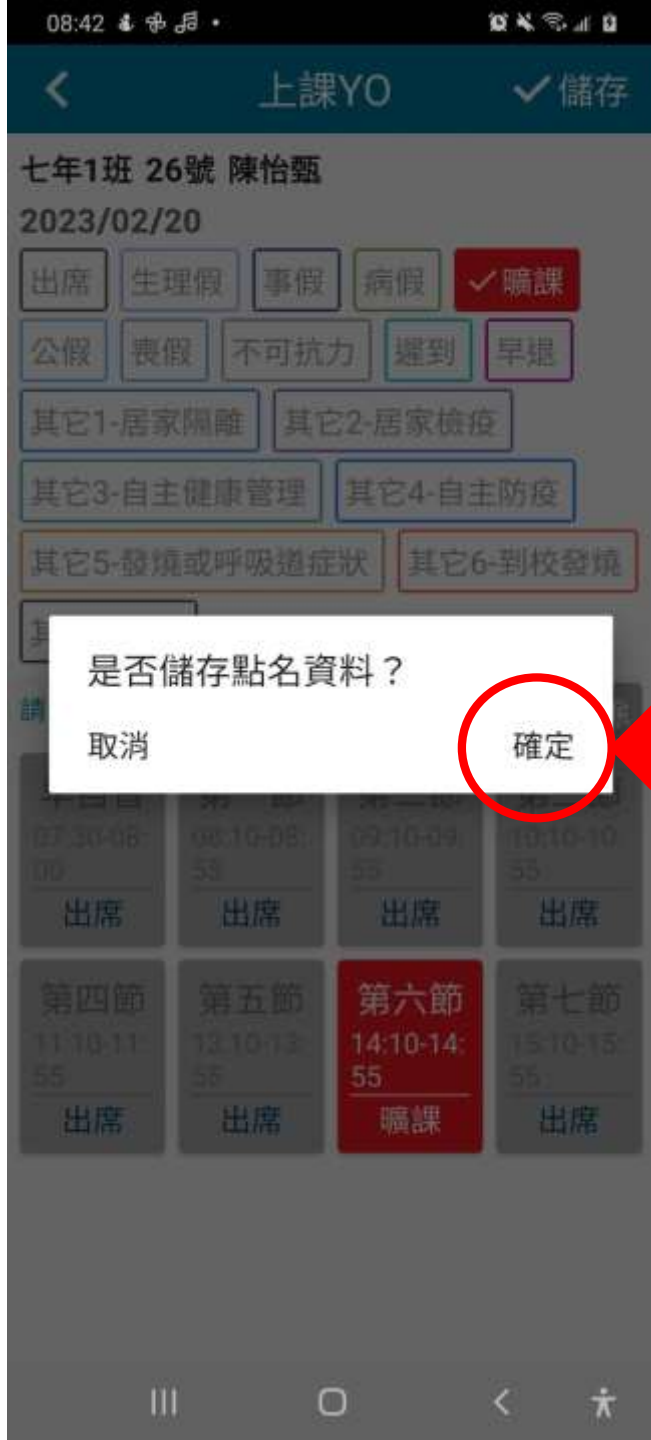 08:42
上課YO
儲存
七年1班 26號 陳怡甄
2023/02/20
出席 生理假 事假 病假 曠課
公假 喪假 不可抗力 遲到 早退
其它1-居家隔離 其它2-居家檢疫
其它3-自主健康管理 其它4-自主防疫
其它5-發燒或呼吸道症狀 其它6-到校發燒
是否儲存點名資料？
取消 確定
07:30-08:00 08:10-08:55 09:10-09:55 10:10-10:55
出席 出席 出席 出席
第四節 第五節 第六節 第七節
11:10-11:55 13:10-13:55 14:10-14:55 15:10-15:55
出席 出席 曠課 出席